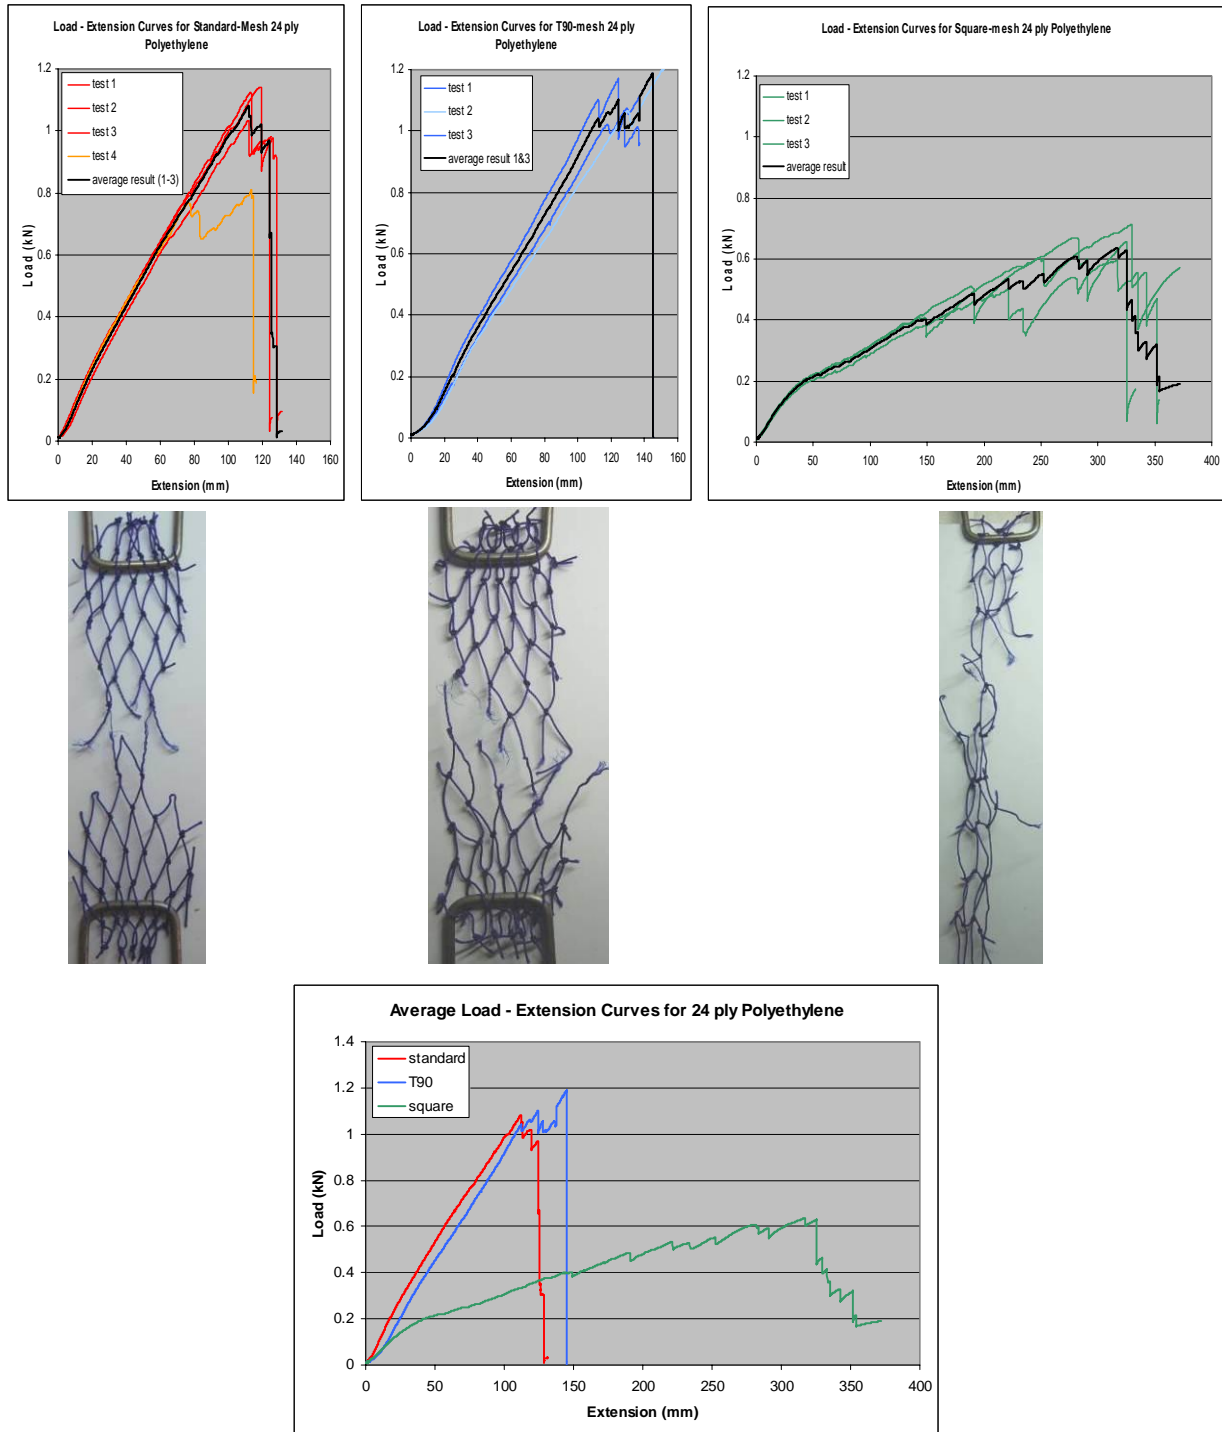 Load - Extension Curves for Standard-Mesh 24 ply
Polyethylene
1.2
1
0.8
0.6
0.4
0.2
0
Load (kN)
test 1
test 2
test 3
test 4
average result (1-3)
0 20 40 60 80 100 120 140 160
Extension (mm)
Load - Extension Curves for T90-mesh 24 ply
Polyethylene
1.2
1
0.8
0.6
0.4
0.2
0
Load (kN)
test 1
test 2
test 3
average result 1&3
0 20 40 60 80 100 120 140 160
Extension (mm)
Load - Extension Curves for Square-mesh 24 ply Polyethylene
1.2
1
0.8
0.6
0.4
0.2
0
Load (kN)
test 1
test 2
test 3
average result
0 50 100 150 200 250 300 350 400
Extension (mm)
Average Load - Extension Curves for 24 ply Polyethylene
1.4
1.2
1
0.8
0.6
0.4
0.2
0
Load (kN)
standard
T90
square
0 50 100 150 200 250 300 350 400
Extension (mm)